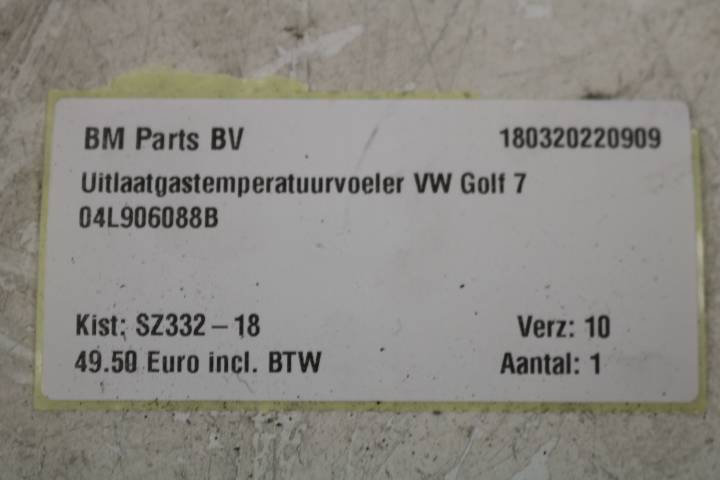 BM Parts BV 180320220909
Uitlaatgastemperatuurvoeler VW Golf 7
04L906088B
Kist: SZ332-18 Verz: 10
49.50 Euro incl. BTW Aantal: 1